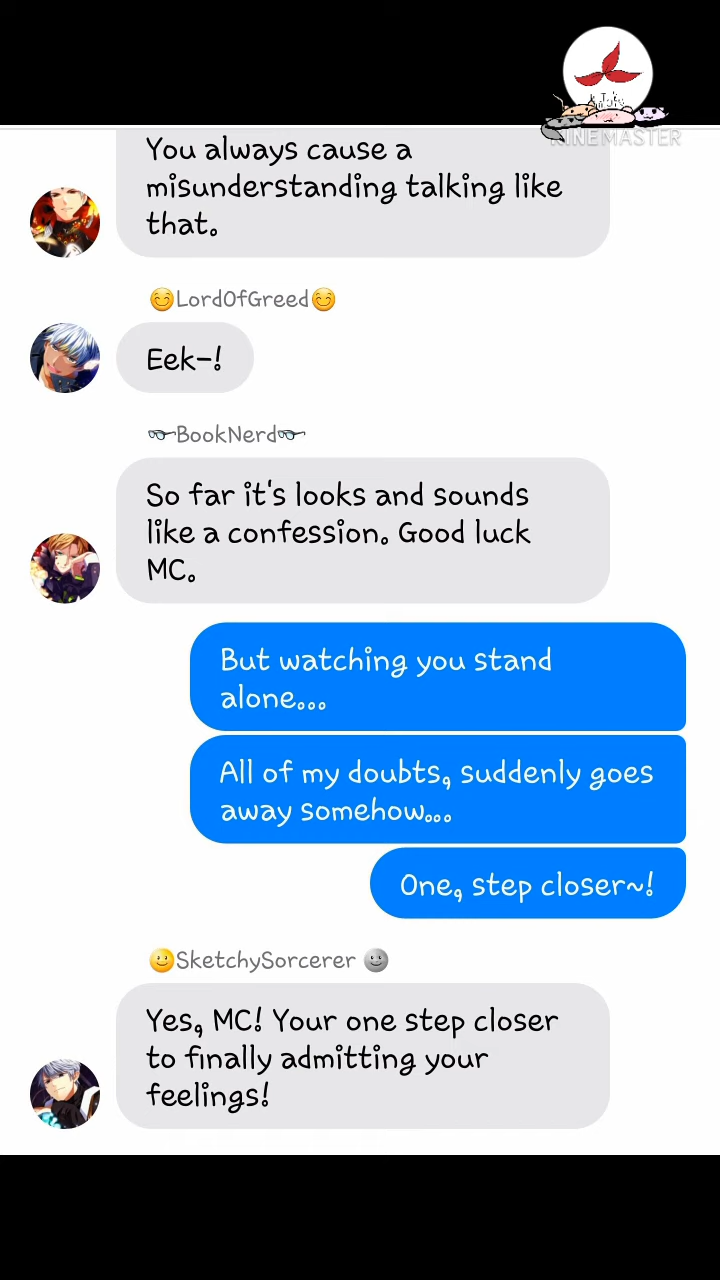 KINEMASTER
You always cause a
misunderstanding talking like
that.
😊LordOfGreed😊
Eek-!
👓BookNerd👓
So far it's looks and sounds
like a confession. Good luck
MC.
But watching you stand
alone...
All of my doubts, suddenly goes
away somehow...
One, step closer~!
🌝SketchySorcerer 🌚
Yes, MC! Your one step closer
to finally admitting your
feelings!